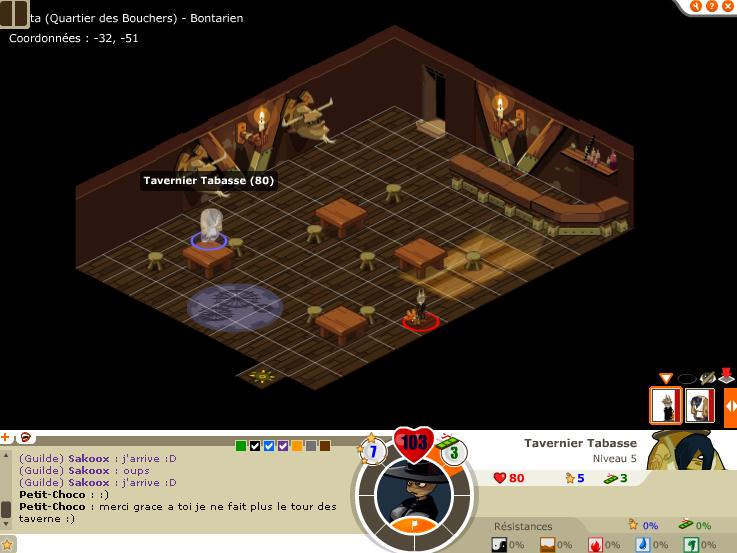 ta (Quartier des Bouchers) - Bontarien
Coordonnées : -32, -51
Tavernier Tabasse (80)
(Guilde) Sakoox : j'arrive :D
(Guilde) Sakoox : oups
(Guilde) Sakoox : j'arrive :D
Petit-Choco : :)
Petit-Choco : merci grace a toi je ne fait plus le tour des
taverne :)
7
103
3
Tavernier Tabasse
Niveau 5
80
5
3
Résistances
0%
0%
0%
0%
0%
0%
0%